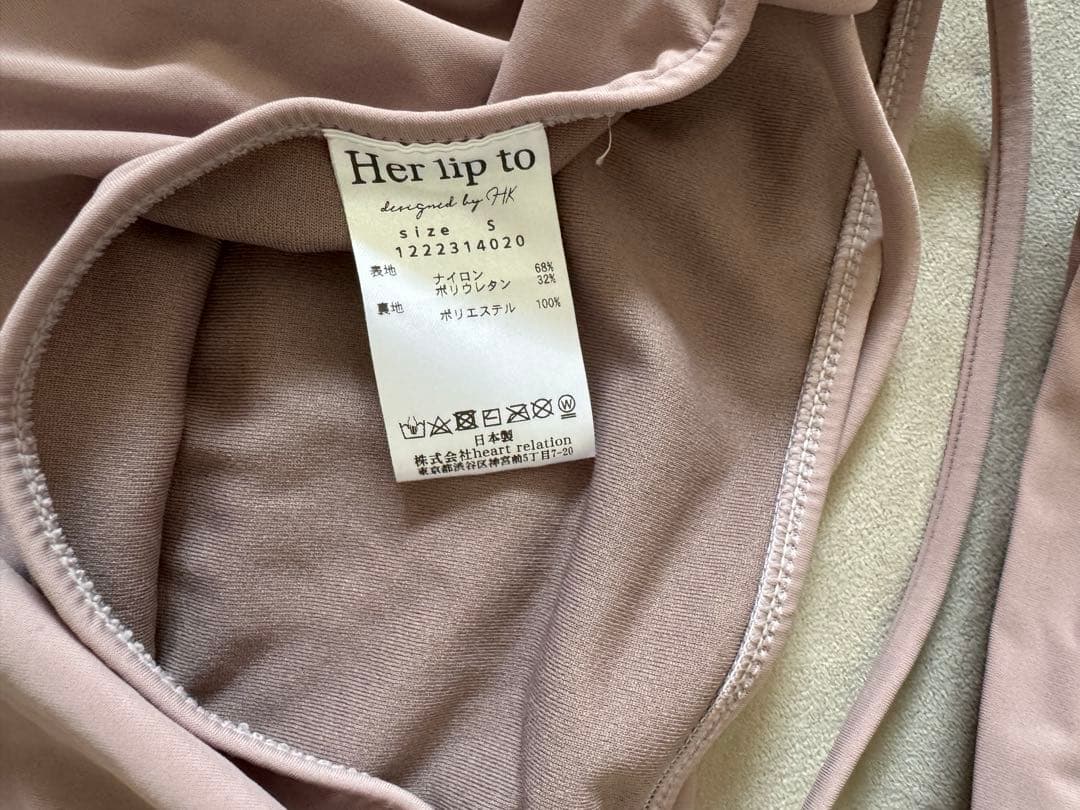 Her lip to
designed by HK
size S
1222314020
表地 ナイロン 68%
ポリウレタン 32%
裏地 ポリエステル 100%
W
日本製
株式会社heart relation
東京都渋谷区神宮前5丁目7-20